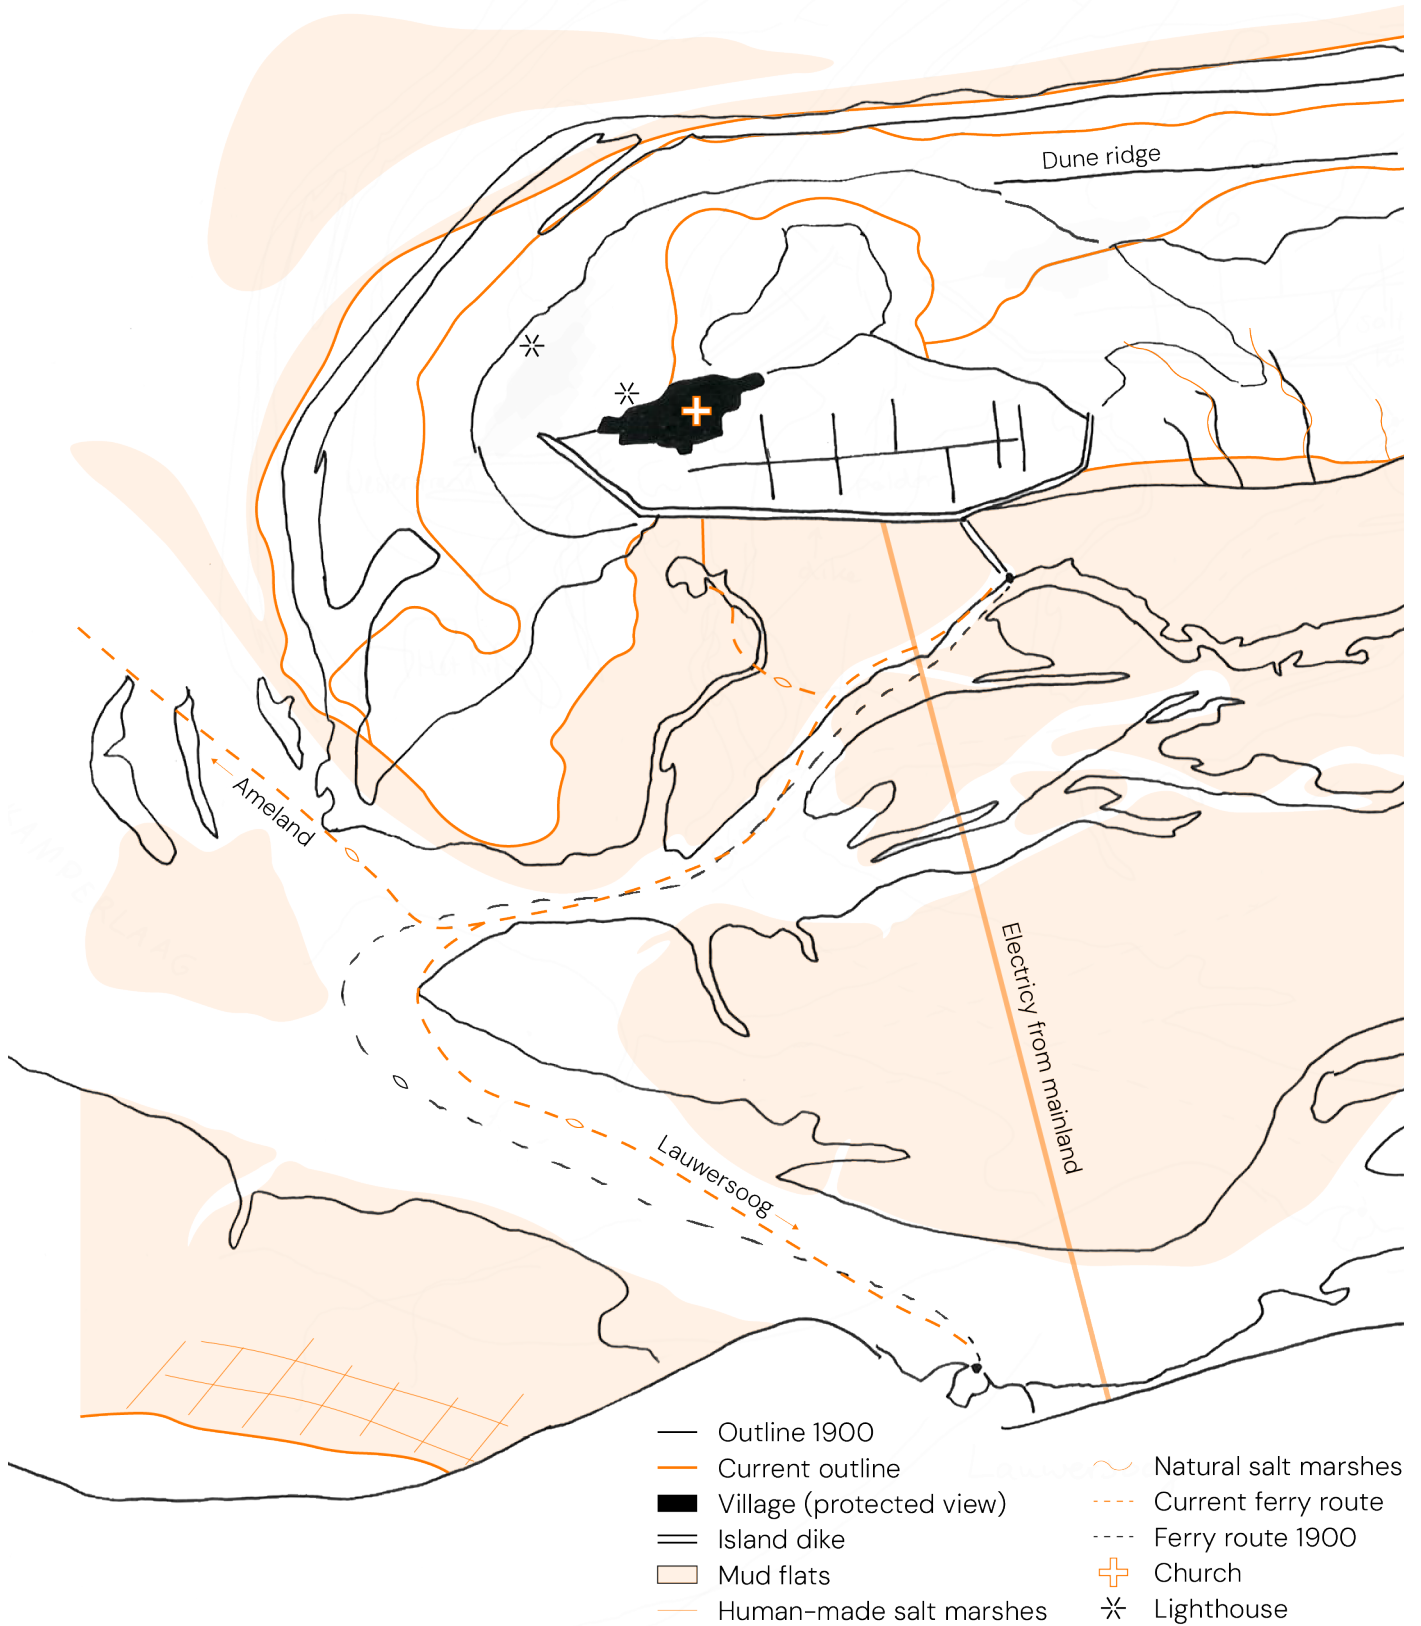 Dune ridge
Ameland
Electricy from mainland
Lauwersoog
Outline 1900
Current outline
Village (protected view)
Island dike
Mud flats
Human-made salt marshes
Natural salt marshes
Current ferry route
Ferry route 1900
Church
Lighthouse